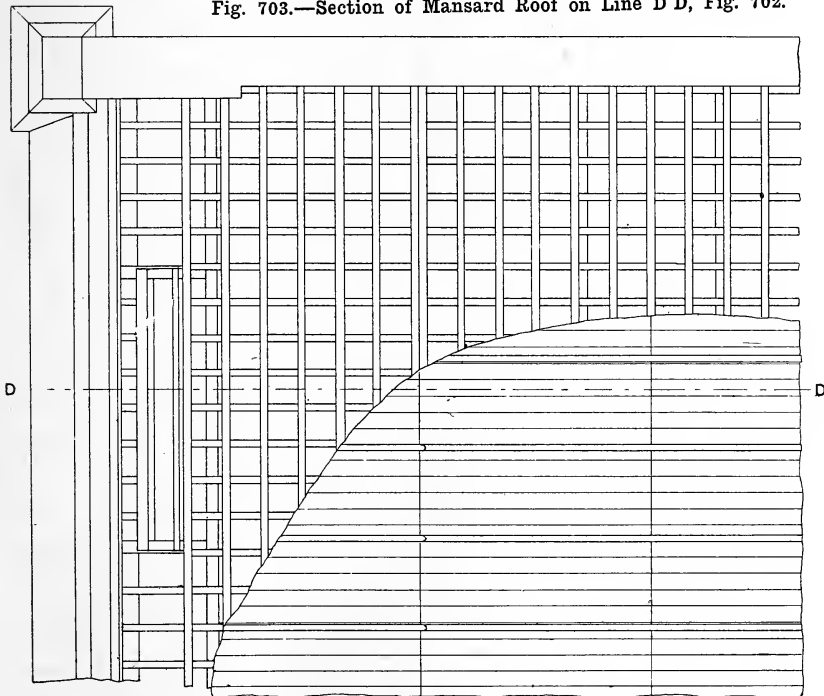 Fig. 703.—Section of Mansard Roof on Line D D, Fig. 702.
D
D